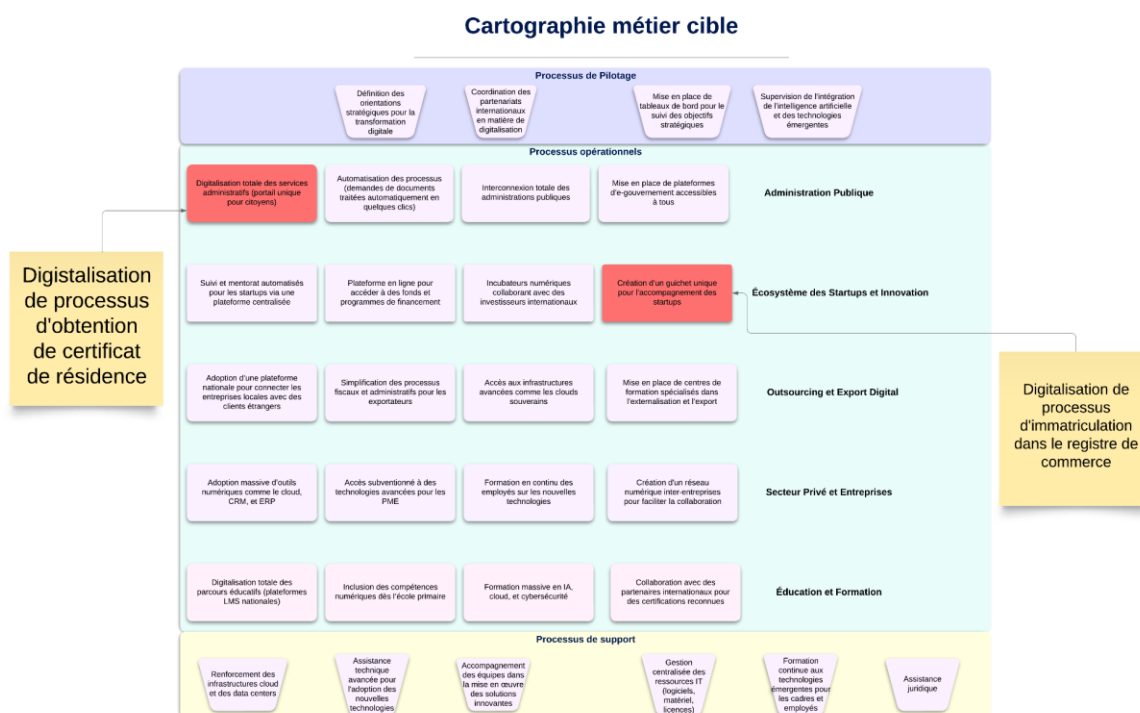 Cartographie métier cible
Processus de Pilotage
Définition des
orientations
stratégiques pour la
transformation
digitale
Coordination des
partenariats
internationaux
en matière de
digitalisation
Mise en place de
tableaux de bord pour le
suivi des objectifs
stratégiques
Supervision de l'intégration
de l'intelligence artificielle
et des technologies
émergentes
Processus opérationnels
Digitalisation totale des services
administratifs (portail unique
pour citoyens)
Automatisation des processus
(demandes de documents
traitées automatiquement en
quelques clics)
Interconnexion totale des
administrations publiques
Mise en place de plateformes
d'e-gouvernement accessibles
à tous
Administration Publique
Digistalisation
de processus
d'obtention
de certificat
de résidence
Suivi et mentorat automatisés
pour les startups via une
plateforme centralisée
Plateforme en ligne pour
accéder à des fonds et
programmes de financement
Incubateurs numériques
collaborant avec des
investisseurs internationaux
Création d'un guichet unique
pour l'accompagnement des
startups
Écosystème des Startups et Innovation
Adoption d'une plateforme
nationale pour connecter les
entreprises locales avec des
clients étrangers
Simplification des processus
fiscaux et administratifs pour les
exportateurs
Accès aux infrastructures
avancées comme les clouds
souverains
Mise en place de centres de
formation spécialisés dans
l'externalisation et l'export
Outsourcing et Export Digital
Digitalisation de
processus
d'immatriculation
dans le registre de
commerce
Adoption massive d'outils
numériques comme le cloud,
CRM, et ERP
Accès subventionné à des
technologies avancées pour les
PME
Formation en continu des
employés sur les nouvelles
technologies
Création d'un réseau
numérique inter-entreprises
pour faciliter la collaboration
Secteur Privé et Entreprises
Digitalisation totale des
parcours éducatifs (plateformes
LMS nationales)
Inclusion des compétences
numériques dès l'école primaire
Formation massive en IA,
cloud, et cybersécurité
Collaboration avec des
partenaires internationaux pour
des certifications reconnues
Éducation et Formation
Processus de support
Renforcement des
infrastructures cloud
et des data centers
Assistance
technique
avancée pour
l'adoption des
nouvelles
technologies
Accompagnement
des équipes dans
la mise en œuvre
des solutions
innovantes
Gestion
centralisée des
ressources IT
(logiciels,
matériel,
licences)
Formation
continue aux
technologies
émergentes pour
les cadres et
employés
Assistance
juridique